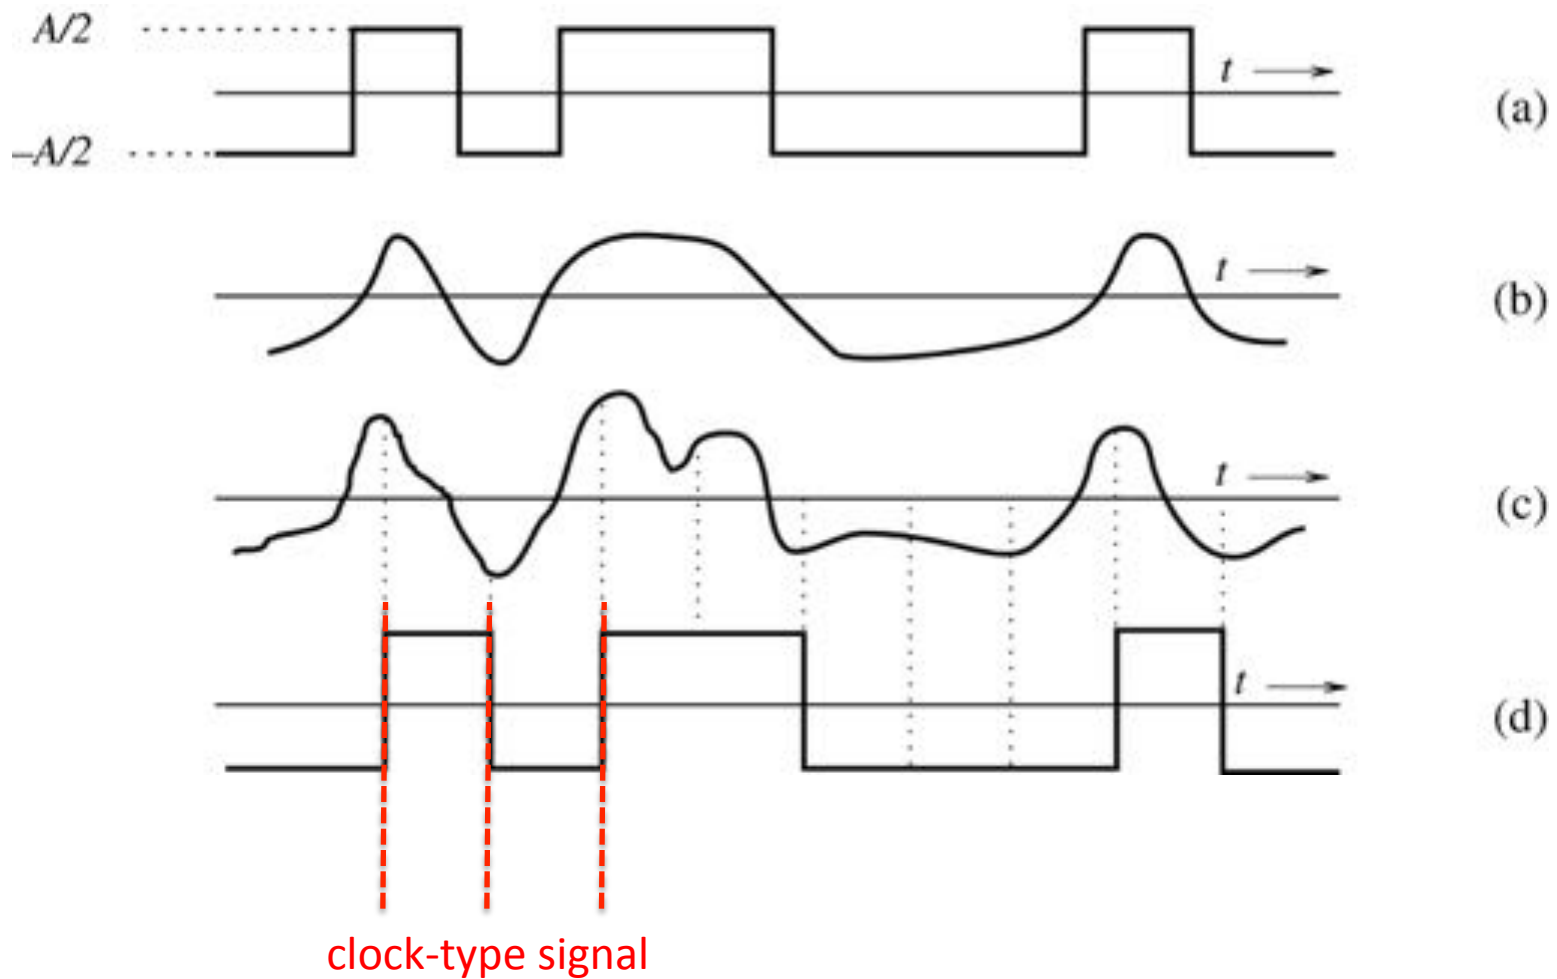 A/2
t
(a)
–A/2
t
(b)
t
(c)
t
(d)
clock-type signal